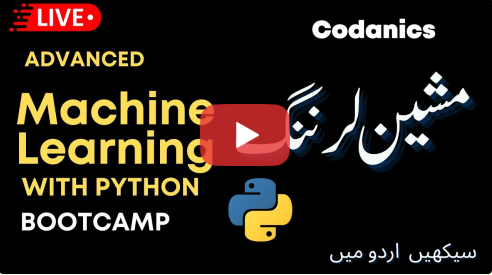 LIVE
Codanics
ADVANCED
Machine
Learning
WITH PYTHON
BOOTCAMP
مشین لرننگ
سیکھیں اردو میں